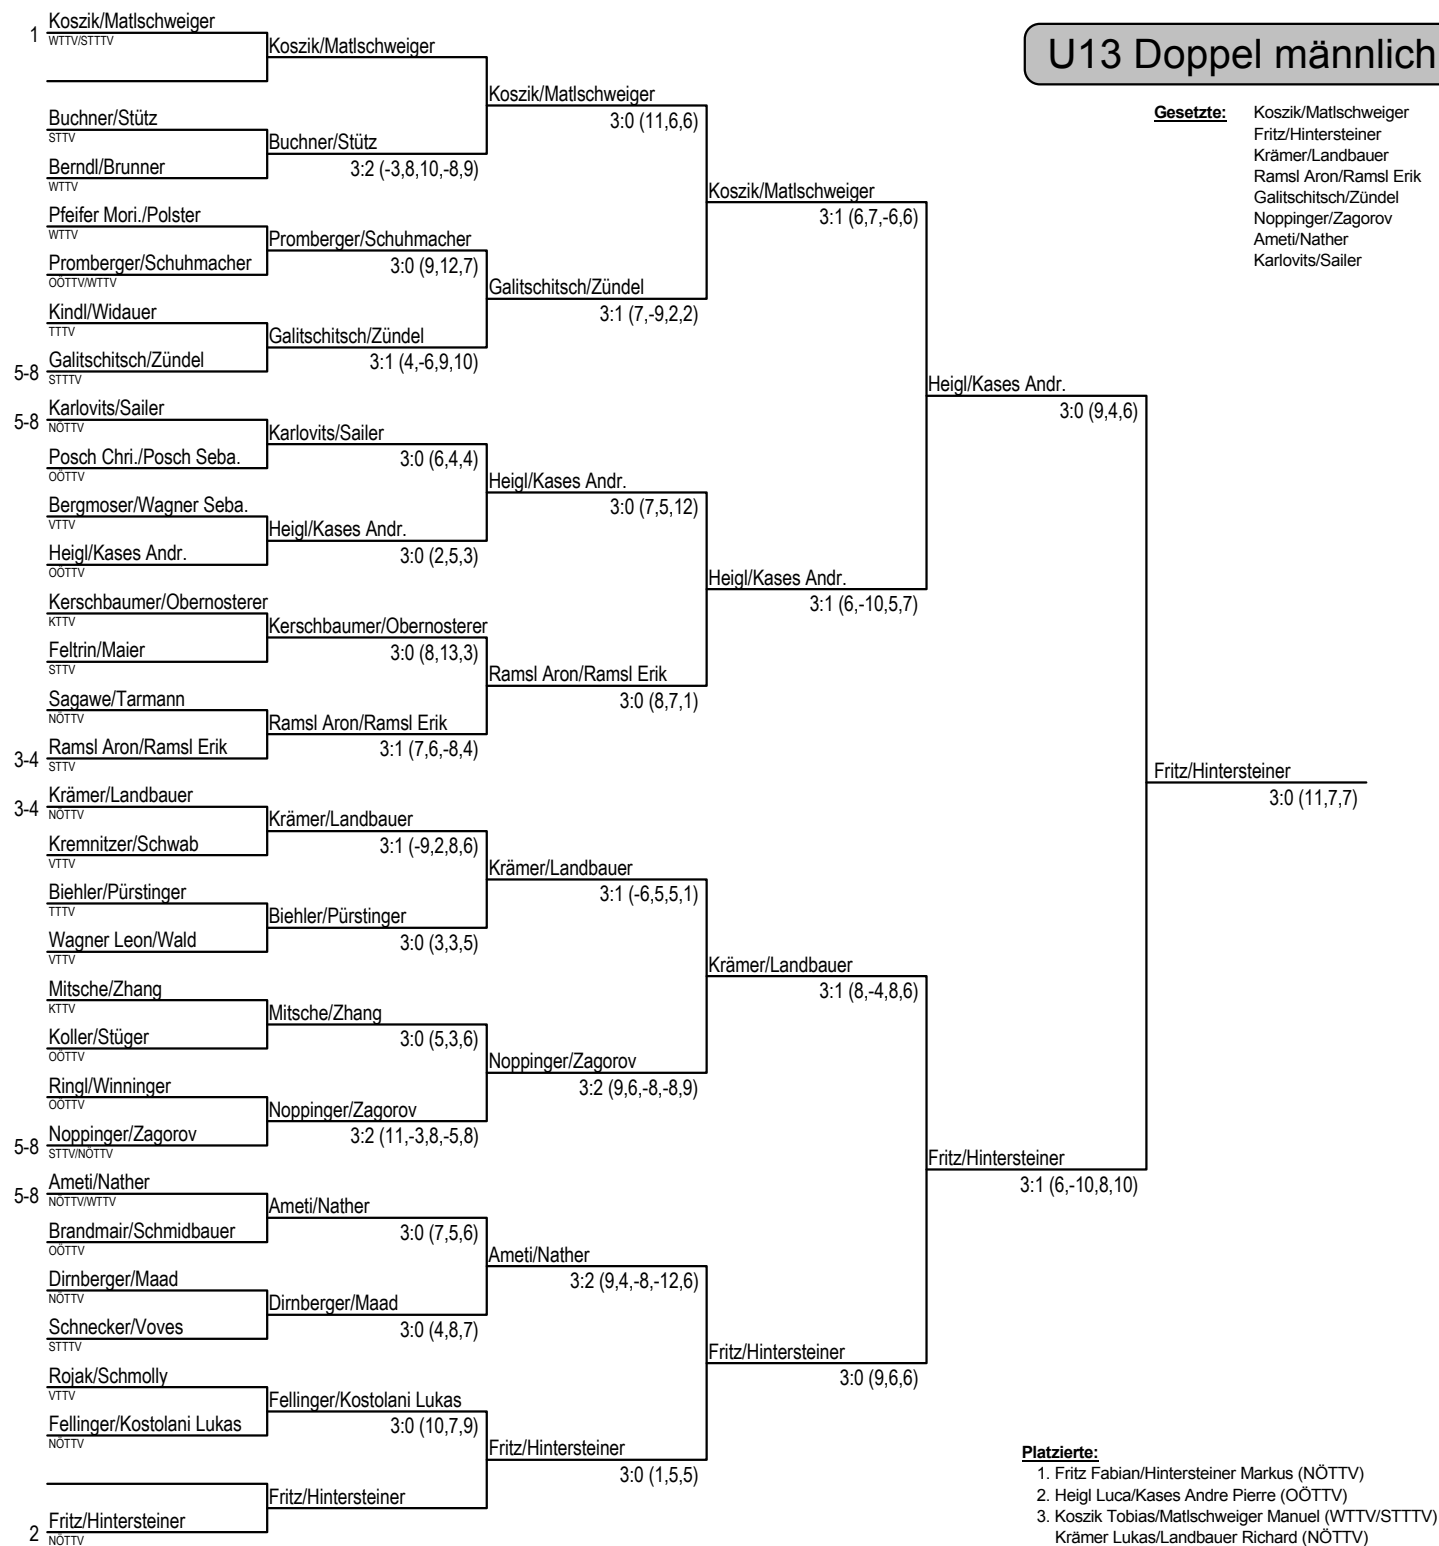 U13 Doppel männlich
Gesetzte: Koszik/Matlschweiger
Fritz/Hintersteiner
Krämer/Landbauer
Ramsl Aron/Ramsl Erik
Galitschitsch/Zündel
Noppinger/Zagorov
Ameti/Nather
Karlovits/Sailer
1 Koszik/Matlschweiger
WTTV/STTTV
Buchner/Stütz
STTV
Berndl/Brunner
WTTV
Pfeifer Mori./Polster
WTTV
Promberger/Schuhmacher
OÖTTV/WTTV
Kindl/Widauer
TTTV
5-8 Galitschitsch/Zündel
STTTV
5-8 Karlovits/Sailer
NÖTTV
Posch Chri./Posch Seba.
OÖTTV
Bergmoser/Wagner Seba.
VTTV
Heigl/Kases Andr.
OÖTTV
Kerschbaumer/Obernosterer
KTTV
Feltrin/Maier
STTV
Sagawe/Tarmann
NÖTTV
3-4 Ramsl Aron/Ramsl Erik
STTV
3-4 Krämer/Landbauer
NÖTTV
Kremnitzer/Schwab
VTTV
Biehler/Pürstinger
TTTV
Wagner Leon/Wald
VTTV
Mitsche/Zhang
KTTV
Koller/Stüger
OÖTTV
Ringl/Winninger
OÖTTV
5-8 Noppinger/Zagorov
STTV/NÖTTV
5-8 Ameti/Nather
NÖTTV/WTTV
Brandmair/Schmidbauer
OÖTTV
Dirnberger/Maad
NÖTTV
Schnecker/Voves
STTTV
Rojak/Schmolly
VTTV
Fellinger/Kostolani Lukas
NÖTTV
2 Fritz/Hintersteiner
NÖTTV
Koszik/Matlschweiger
Buchner/Stütz
3:2 (-3,8,10,-8,9)
Promberger/Schuhmacher
3:0 (9,12,7)
Galitschitsch/Zündel
3:1 (4,-6,9,10)
Karlovits/Sailer
3:0 (6,4,4)
Heigl/Kases Andr.
3:0 (2,5,3)
Kerschbaumer/Obernosterer
3:0 (8,13,3)
Ramsl Aron/Ramsl Erik
3:1 (7,6,-8,4)
Krämer/Landbauer
3:1 (-9,2,8,6)
Biehler/Pürstinger
3:0 (3,3,5)
Mitsche/Zhang
3:0 (5,3,6)
Noppinger/Zagorov
3:2 (11,-3,8,-5,8)
Ameti/Nather
3:0 (7,5,6)
Dirnberger/Maad
3:0 (4,8,7)
Fellinger/Kostolani Lukas
3:0 (10,7,9)
Fritz/Hintersteiner
Koszik/Matlschweiger
3:0 (11,6,6)
Galitschitsch/Zündel
3:1 (7,-9,2,2)
Heigl/Kases Andr.
3:0 (7,5,12)
Ramsl Aron/Ramsl Erik
3:0 (8,7,1)
Krämer/Landbauer
3:1 (-6,5,5,1)
Noppinger/Zagorov
3:2 (9,6,-8,-8,9)
Ameti/Nather
3:2 (9,4,-8,-12,6)
Fritz/Hintersteiner
3:0 (1,5,5)
Koszik/Matlschweiger
3:1 (6,7,-6,6)
Heigl/Kases Andr.
3:1 (6,-10,5,7)
Krämer/Landbauer
3:1 (8,-4,8,6)
Fritz/Hintersteiner
3:0 (9,6,6)
Heigl/Kases Andr.
3:0 (9,4,6)
Fritz/Hintersteiner
3:1 (6,-10,8,10)
Fritz/Hintersteiner
3:0 (11,7,7)
Platzierte:
1. Fritz Fabian/Hintersteiner Markus (NÖTTV)
2. Heigl Luca/Kases Andre Pierre (OÖTTV)
3. Koszik Tobias/Matlschweiger Manuel (WTTV/STTTV)
Krämer Lukas/Landbauer Richard (NÖTTV)